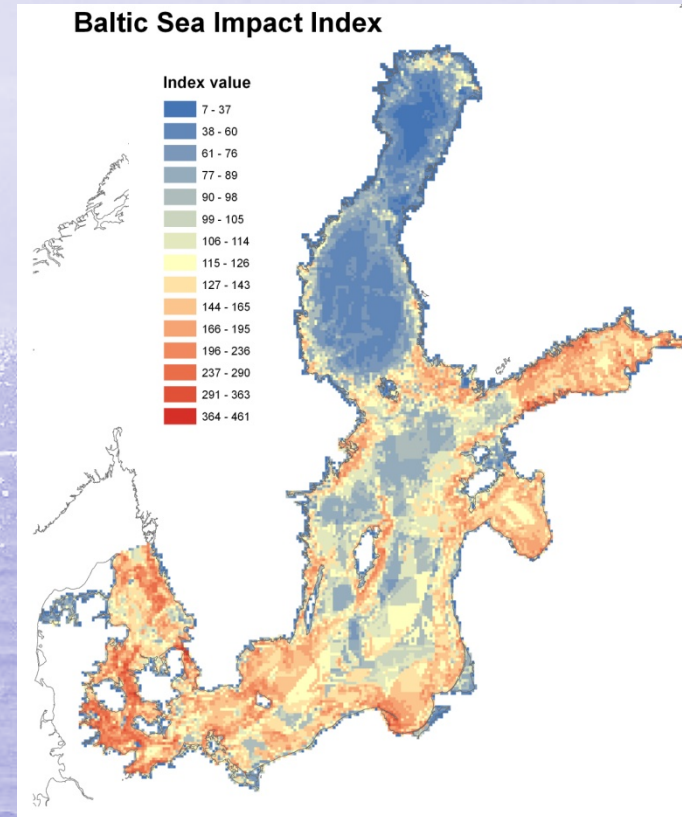 Baltic Sea Impact Index
Index value
7 - 37
38 - 60
61 - 76
77 - 89
90 - 98
99 - 105
106 - 114
115 - 126
127 - 143
144 - 165
166 - 195
196 - 236
237 - 290
291 - 363
364 - 461